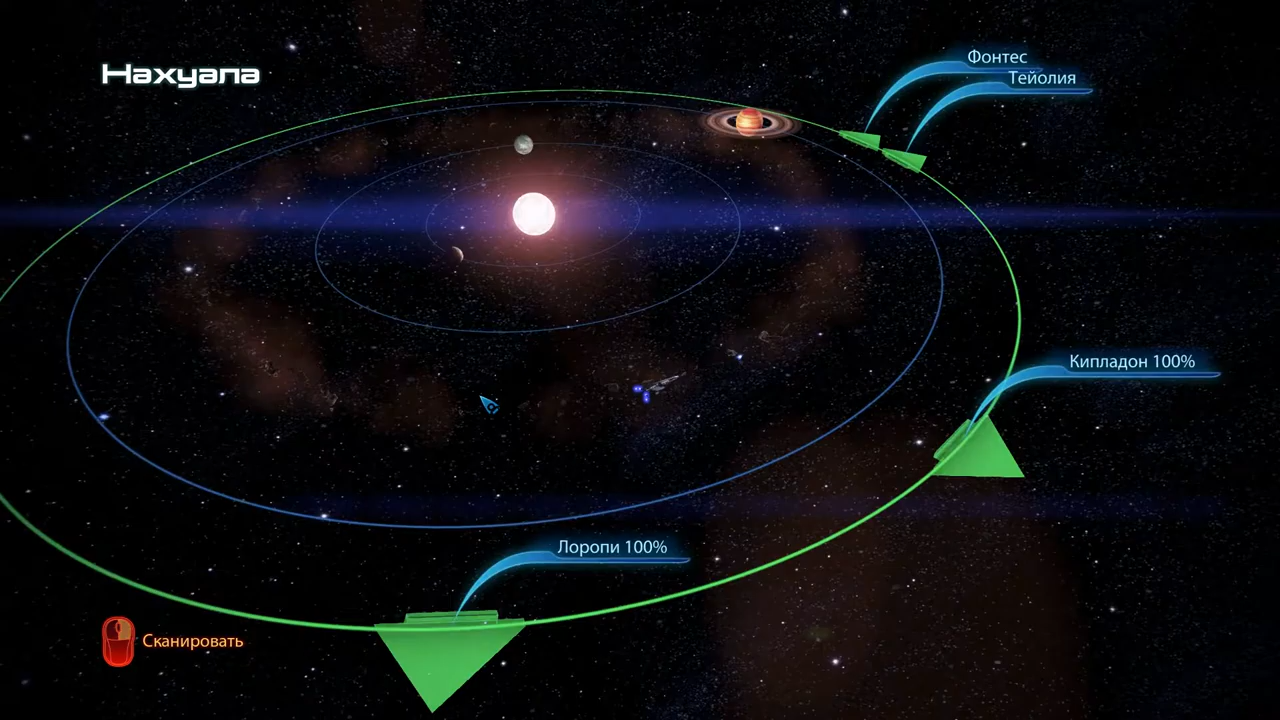 Нахуала
Фонтес
Тейолия
Кипладон 100%
Лоропи 100%
Сканировать